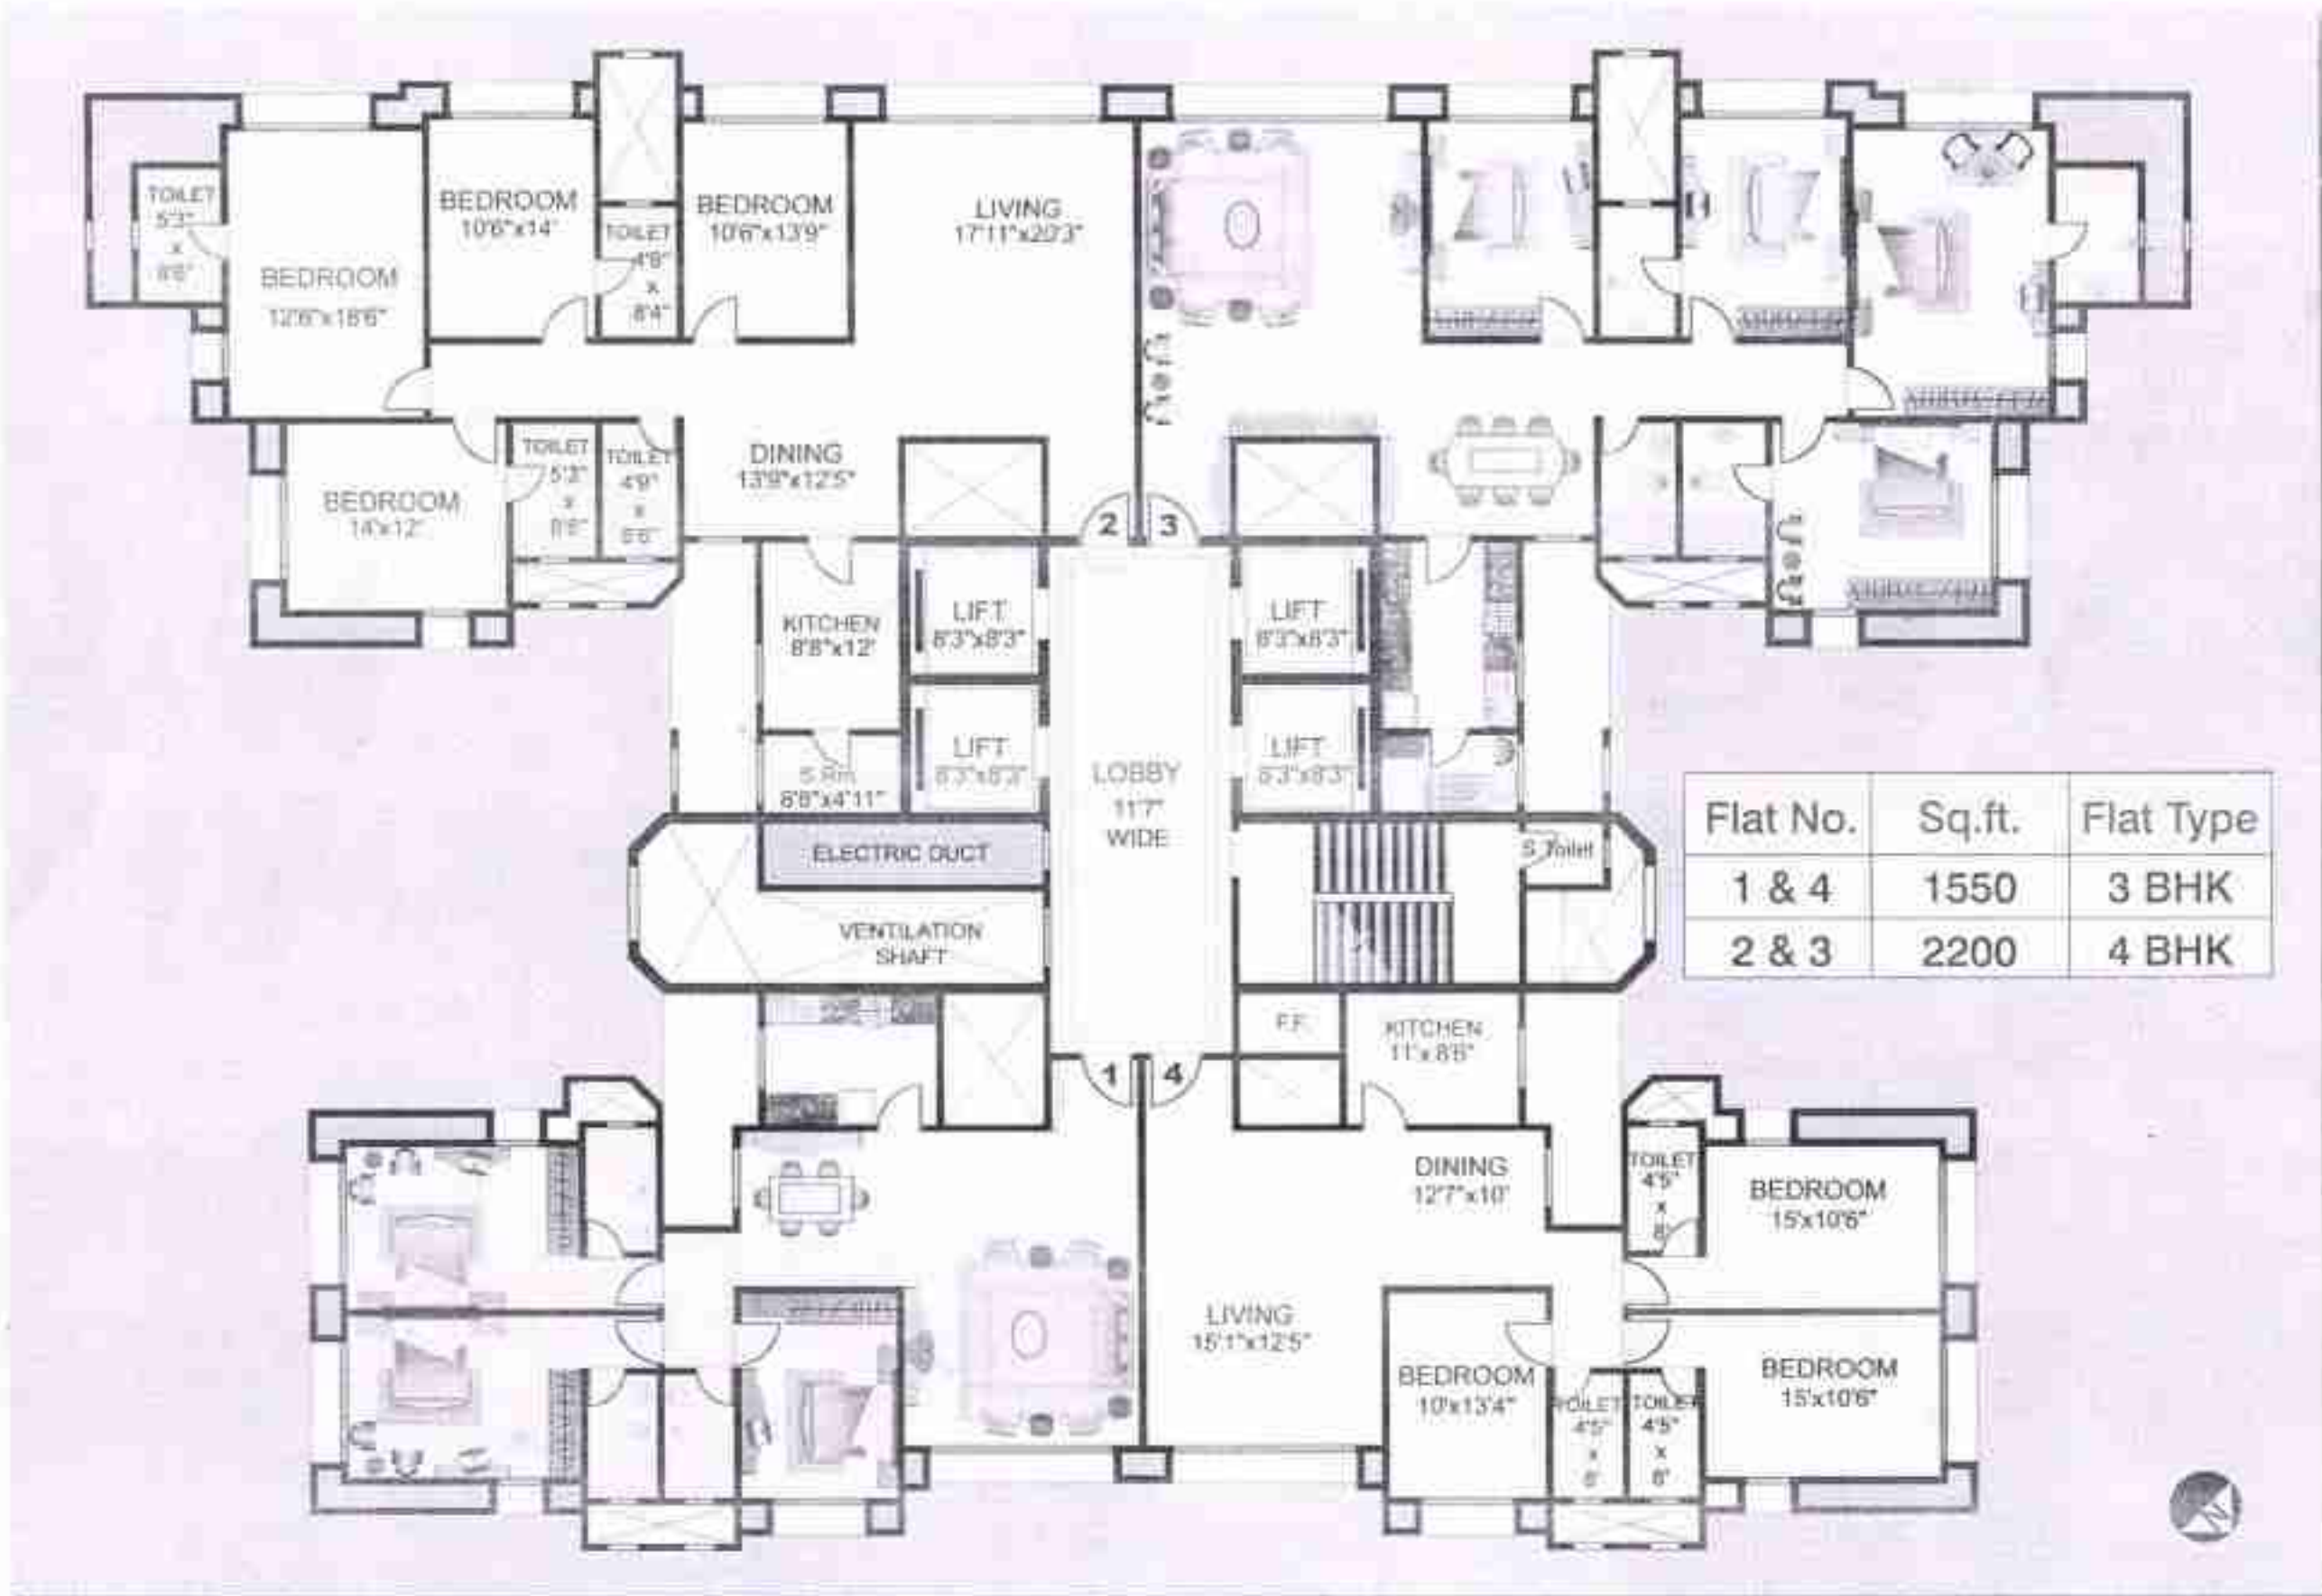 TOILET
5'3"
x
8'6"
BEDROOM
12'6"x18'6"
BEDROOM
10'6"x14'
TOILET
4'9"
x
8'4"
BEDROOM
10'6"x13'9"
LIVING
17'11"x20'3"
BEDROOM
14'x12'
TOILET
5'3"
x
8'6"
TOILET
4'9"
x
8'6"
DINING
13'9"x12'5"
2
3
KITCHEN
8'8"x12'
LIFT
8'3"x8'3"
LIFT
8'3"x8'3"
LIFT
8'3"x8'3"
LIFT
8'3"x8'3"
S.Rm
8'8"x4'11"
LOBBY
11'7"
WIDE
ELECTRIC DUCT
VENTILATION
SHAFT
S.Toilet
Flat No. Sq.ft. Flat Type
1 & 4 1550 3 BHK
2 & 3 2200 4 BHK
F.F.
KITCHEN
11'x8'6"
1
4
DINING
12'7"x10'
TOILET
4'5"
x
8'
BEDROOM
15'x10'6"
LIVING
15'1"x12'5"
BEDROOM
10'x13'4"
TOILET
4'5"
x
8'
TOILET
4'5"
x
8'
BEDROOM
15'x10'6"
N